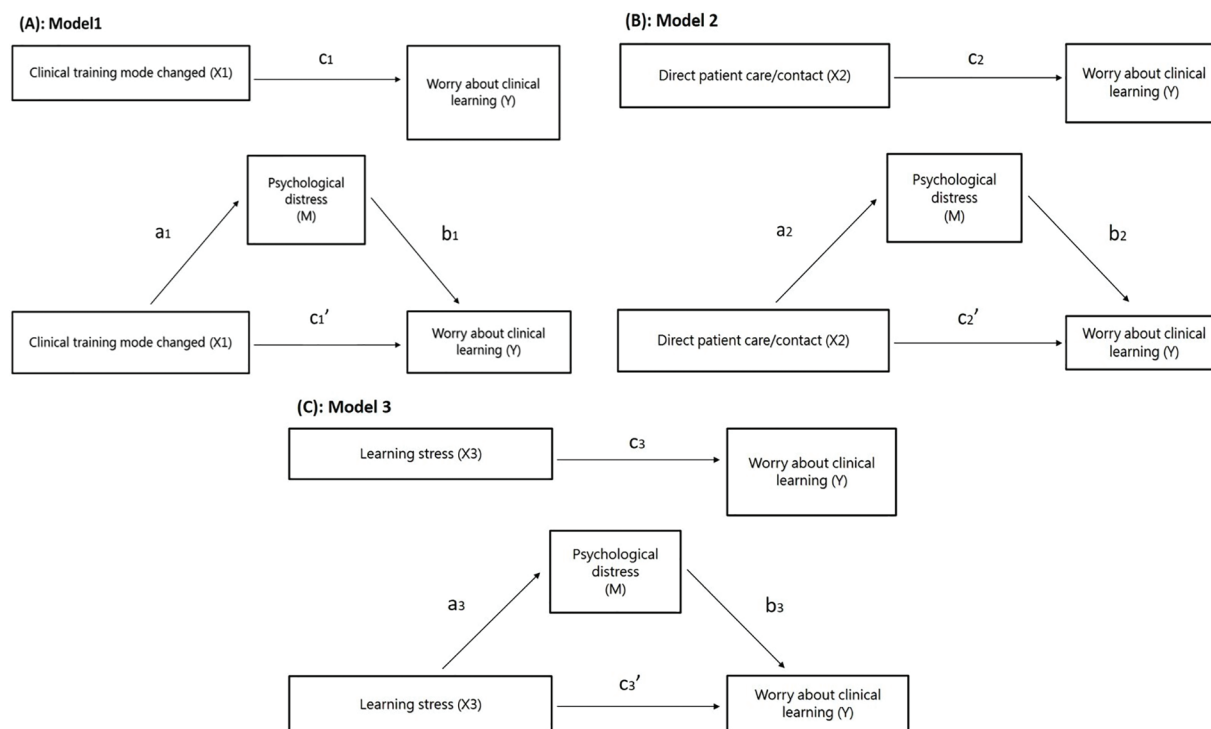 (A): Model1
Clinical training mode changed (X1)
c1
Worry about clinical
learning (Y)
Psychological
distress
(M)
a1
b1
Clinical training mode changed (X1)
c1’
Worry about clinical
learning (Y)
(B): Model 2
Direct patient care/contact (X2)
c2
Worry about clinical
learning (Y)
Psychological
distress
(M)
a2
b2
Direct patient care/contact (X2)
c2’
Worry about clinical
learning (Y)
(C): Model 3
Learning stress (X3)
c3
Worry about clinical
learning (Y)
Psychological
distress
(M)
a3
b3
Learning stress (X3)
c3’
Worry about clinical
learning (Y)